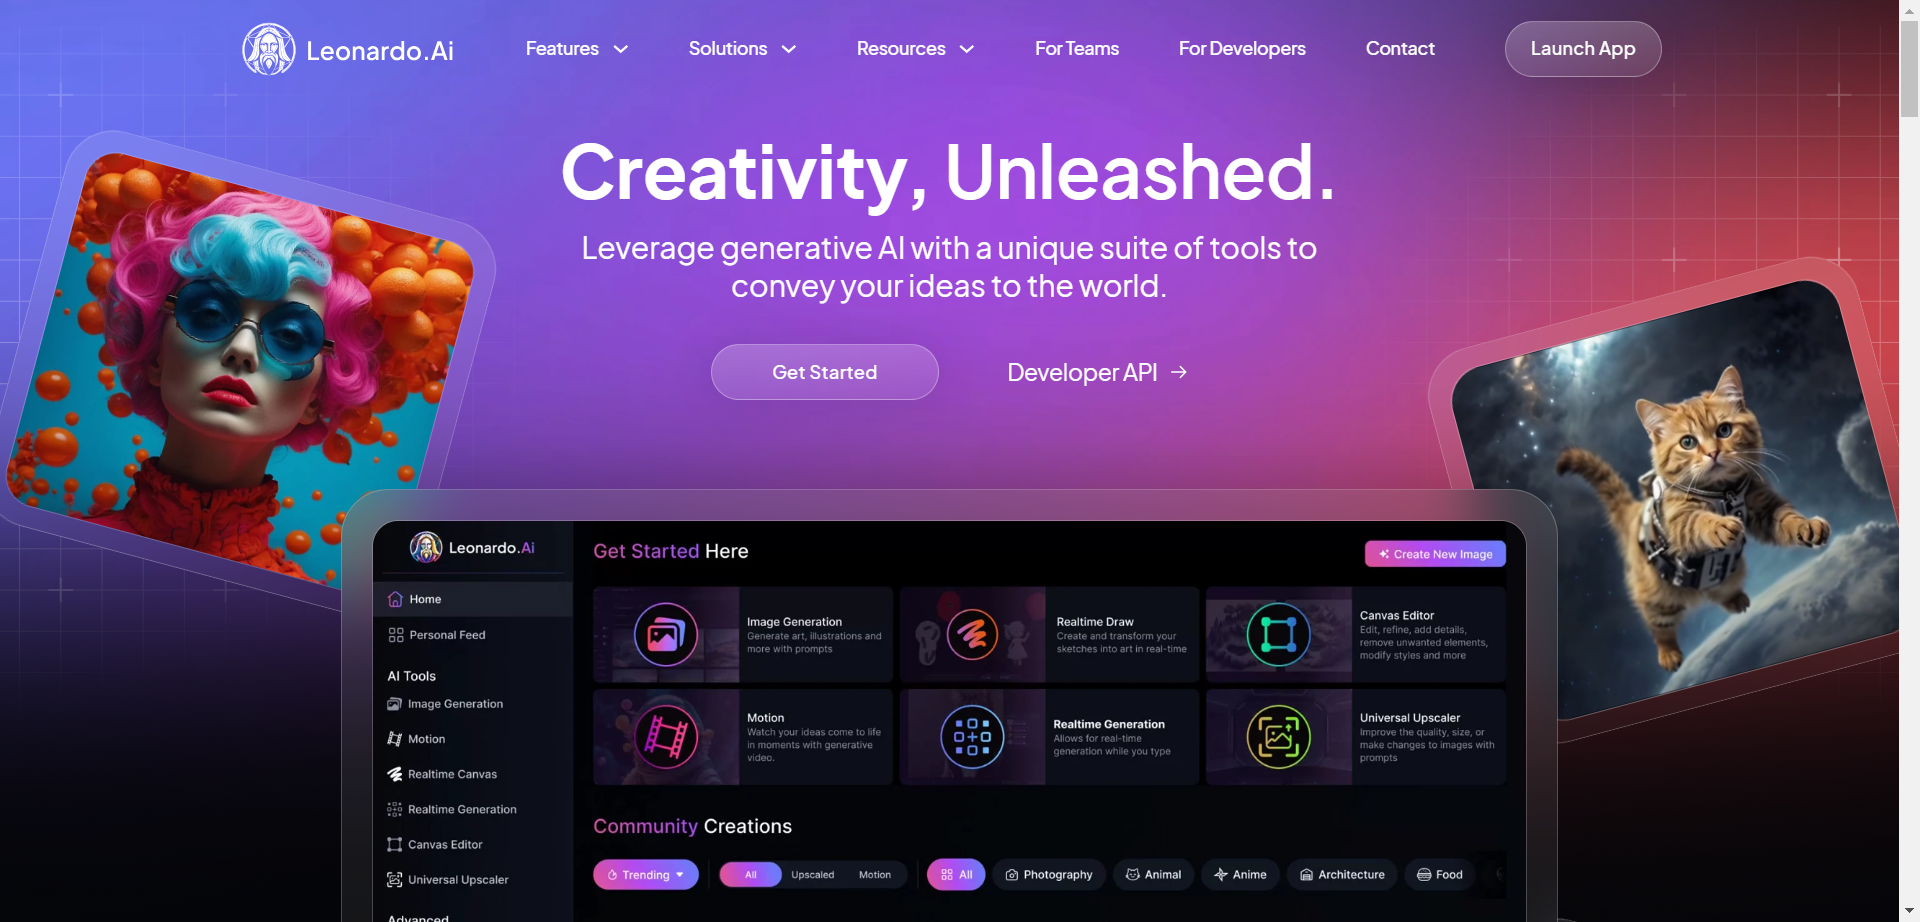 Leonardo.Ai
Features
Solutions
Resources
For Teams
For Developers
Contact
Launch App
Creativity, Unleashed.
Leverage generative AI with a unique suite of tools to
convey your ideas to the world.
Get Started
Developer API →
Leonardo.Ai
Home
Personal Feed
AI Tools
Image Generation
Motion
Realtime Canvas
Realtime Generation
Canvas Editor
Universal Upscaler
Advanced
Get Started Here
Create New Image
Image Generation
Generate art, illustrations and
more with prompts
Realtime Draw
Create and transform your
sketches into art in real-time
Canvas Editor
Edit, refine, add details,
remove unwanted elements,
modify styles and more
Motion
Watch your ideas come to life
in moments with generative
video.
Realtime Generation
Allows for real-time
generation while you type
Universal Upscaler
Improve the quality, size, or
make changes to images with
prompts
Community Creations
Trending
All
Upscaled
Motion
All
Photography
Animal
Anime
Architecture
Food